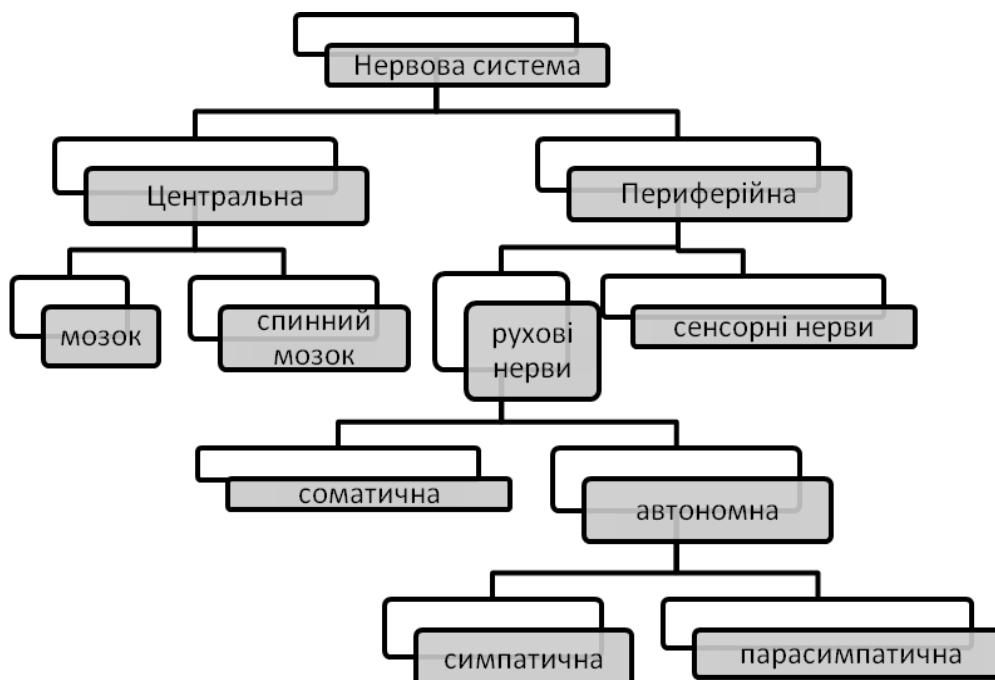 Нервова система
Центральна
Периферійна
мозок
спинний
мозок
рухові
нерви
сенсорні нерви
соматична
автономна
симпатична
парасимпатична